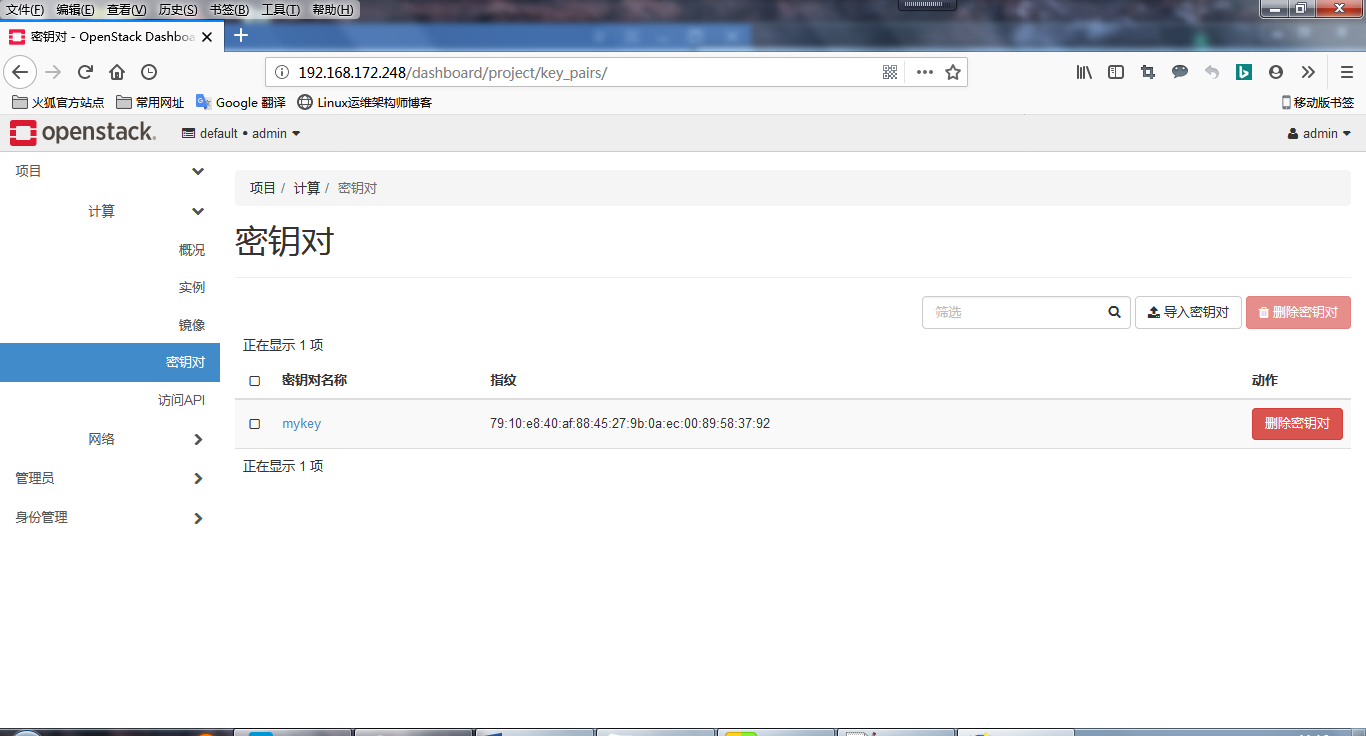 文件(F) 编辑(E) 查看(V) 历史(S) 书签(B) 工具(T) 帮助(H)
密钥对 - OpenStack Dashboa
192.168.172.248/dashboard/project/key_pairs/
火狐官方站点 常用网址 Google 翻译 Linux运维架构师博客 移动版书签
openstack. default • admin admin
项目
计算
概况
实例
镜像
密钥对
访问API
网络
管理员
身份管理
项目 / 计算 / 密钥对
密钥对
筛选 导入密钥对 删除密钥对
正在显示 1 项
密钥对名称 指纹 动作
mykey 79:10:e8:40:af:88:45:27:9b:0a:ec:00:89:58:37:92 删除密钥对
正在显示 1 项